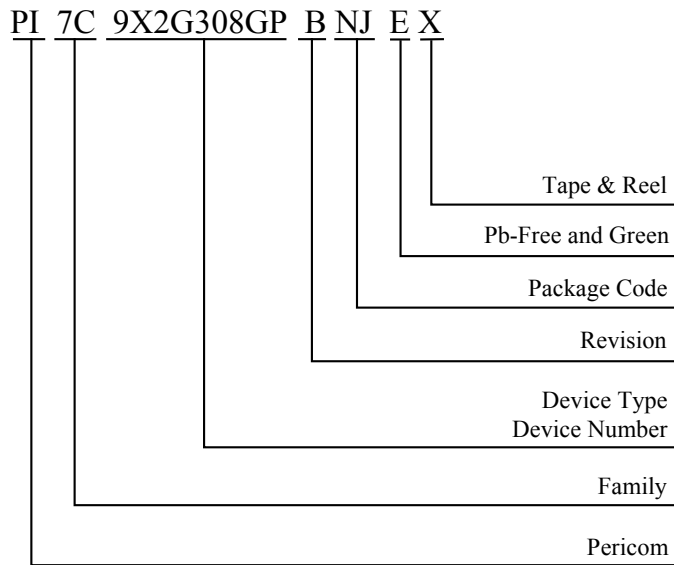 PI 7C 9X2G308GP B NJ E X
Tape & Reel
Pb-Free and Green
Package Code
Revision
Device Type
Device Number
Family
Pericom